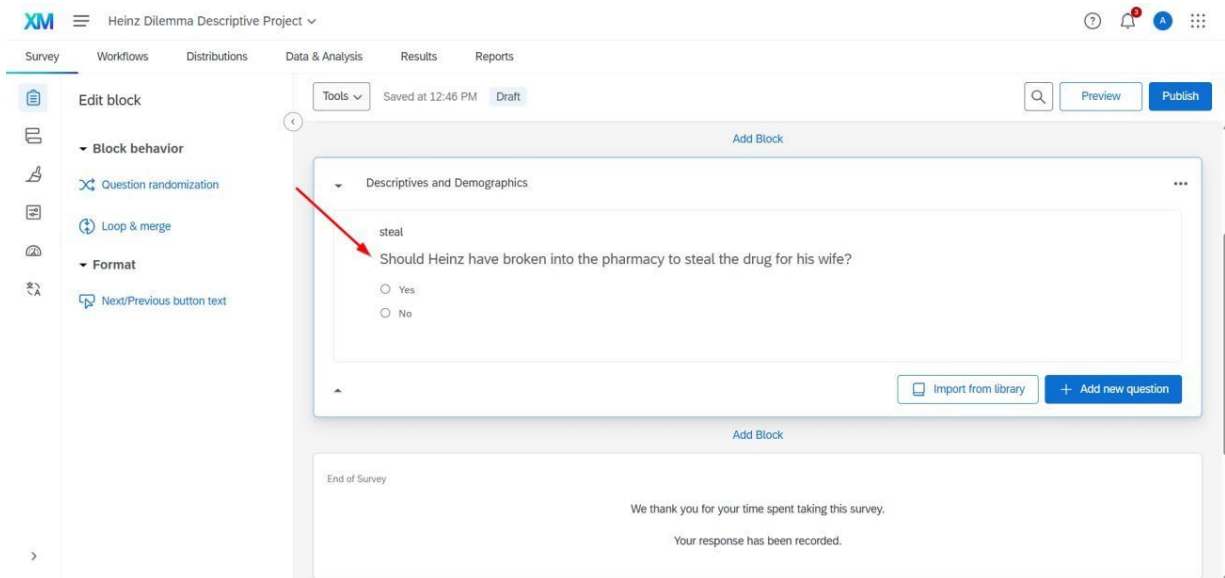 XM Heinz Dilemma Descriptive Project 3 A
Survey Workflows Distributions Data & Analysis Results Reports
Edit block
Tools Saved at 12:46 PM Draft Preview Publish
Add Block
Block behavior
Question randomization
Loop & merge
Format
Next/Previous button text
Descriptives and Demographics
steal
Should Heinz have broken into the pharmacy to steal the drug for his wife?
Yes
No
Import from library + Add new question
Add Block
End of Survey
We thank you for your time spent taking this survey.
Your response has been recorded.